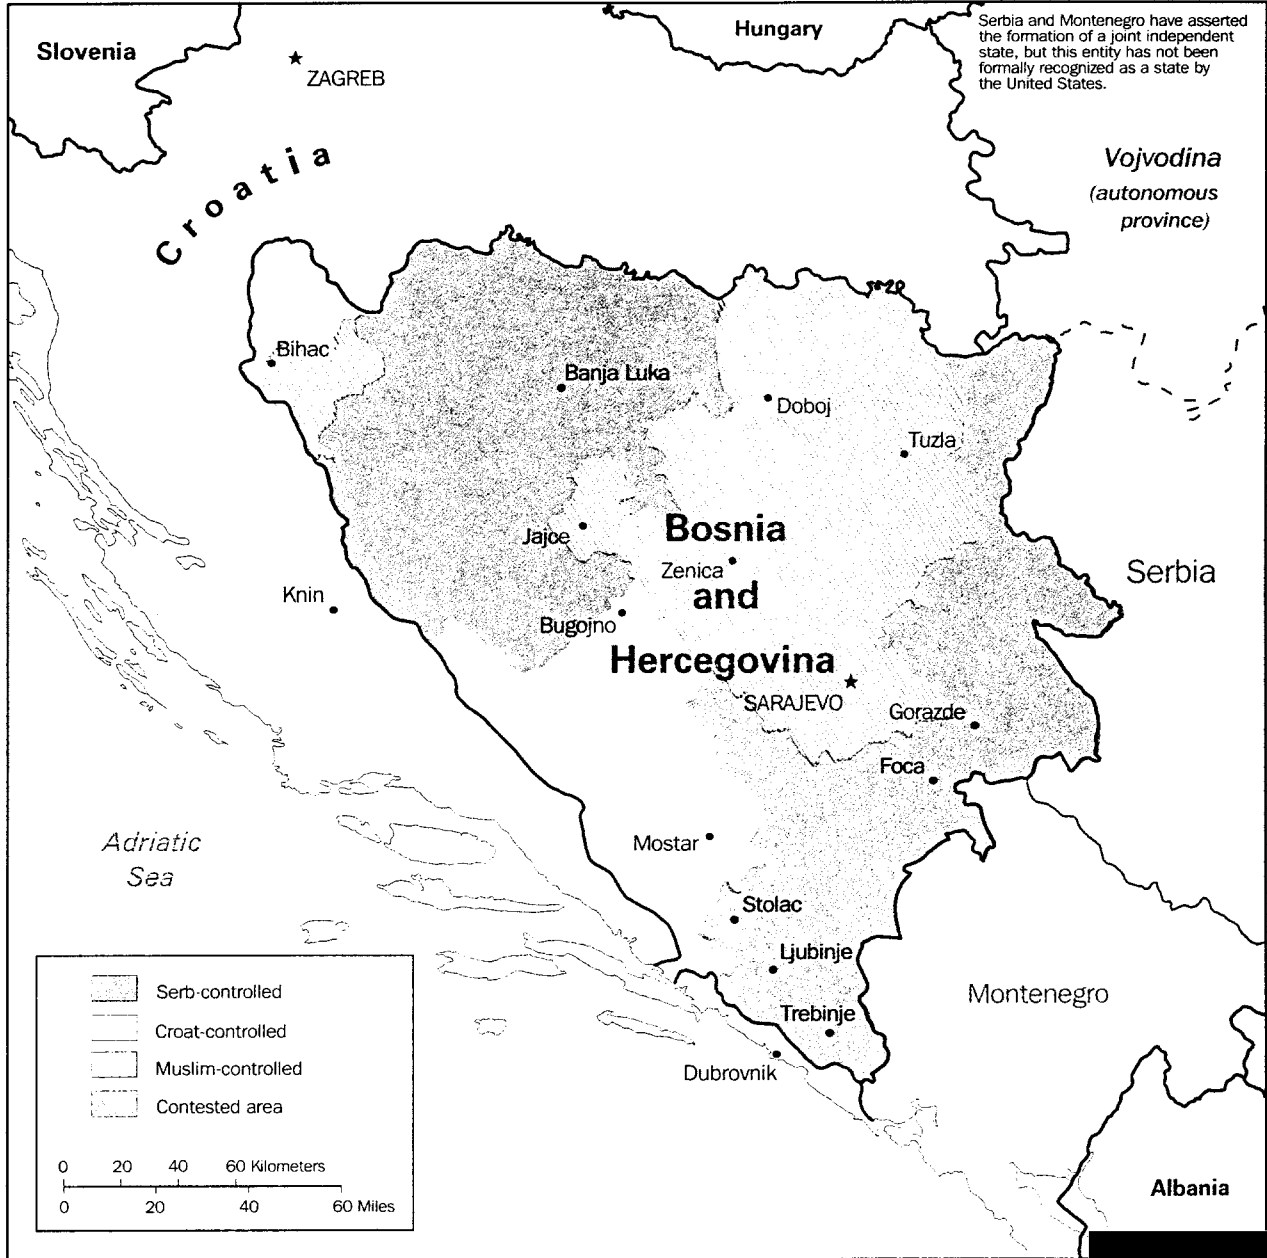 Slovenia
ZAGREB
Hungary
Serbia and Montenegro have asserted
the formation of a joint independent
state, but this entity has not been
formally recognized as a state by
the United States.
Croatia
Vojvodina
(autonomous
province)
Bihac
Banja Luka
Doboj
Tuzla
Jajce
Bosnia
and
Hercegovina
Zenica
Serbia
Knin
Bugojno
SARAJEVO
Gorazde
Foca
Adriatic
Sea
Mostar
Stolac
Ljubinje
Montenegro
Trebinje
Dubrovnik
Albania
Serb-controlled
Croat-controlled
Muslim-controlled
Contested area
0 20 40 60 Kilometers
0 20 40 60 Miles